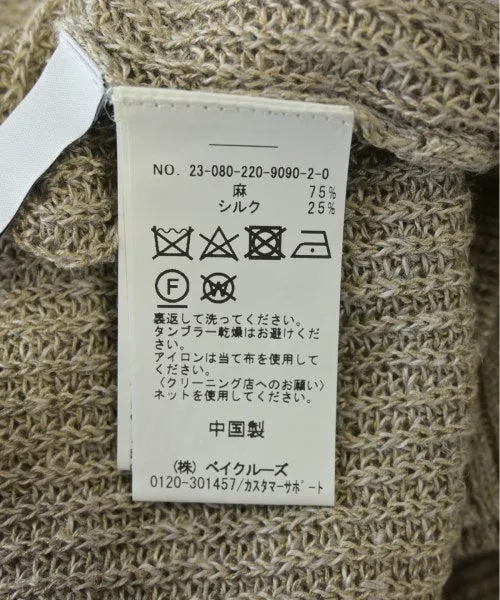 NO. 23-080-220-9090-2-0
麻 75%
シルク 25%
F
W
裏返して洗ってください。
タンブラー乾燥はお避けくだ
さい。
アイロンは当て布を使用して
ください。
〈クリーニング店へのお願い〉
ネットを使用してください。
中国製
(株) ベイクルーズ
0120-301457/カスタマーサポート